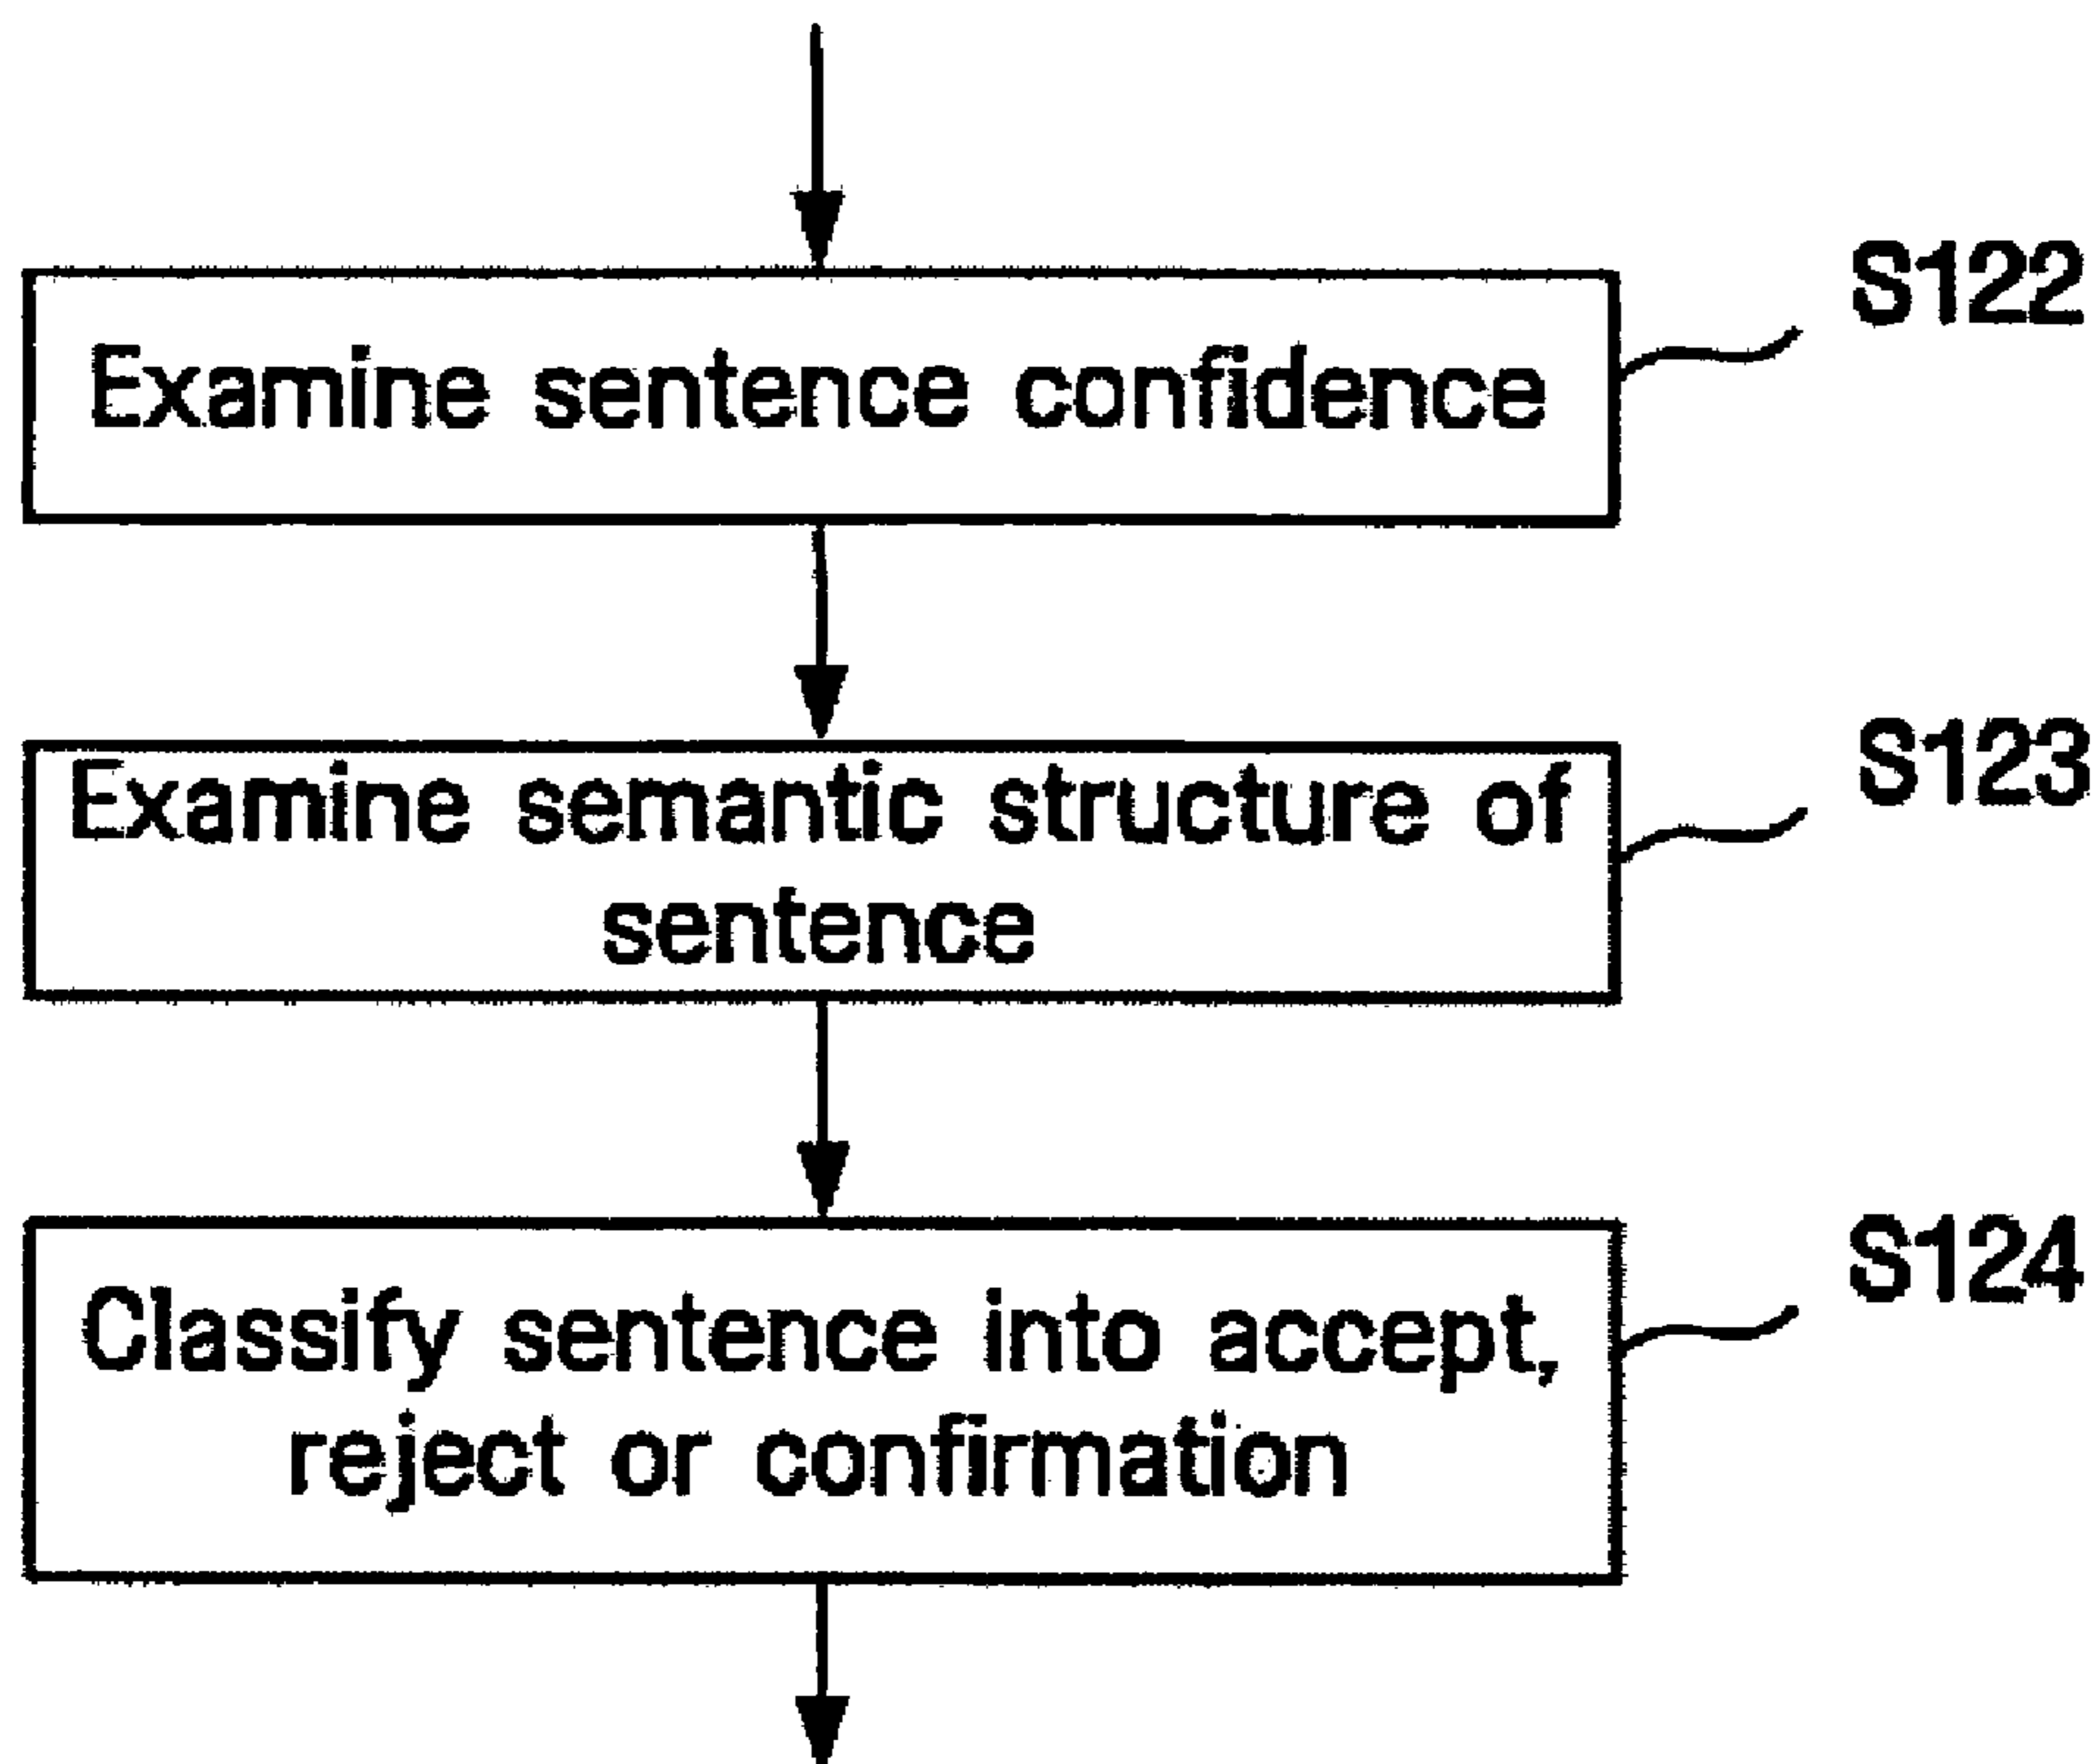 S122
Examine sentence confidence
S123
Examine semantic structure of
sentence
S124
Classify sentence into accept,
reject or confirmation